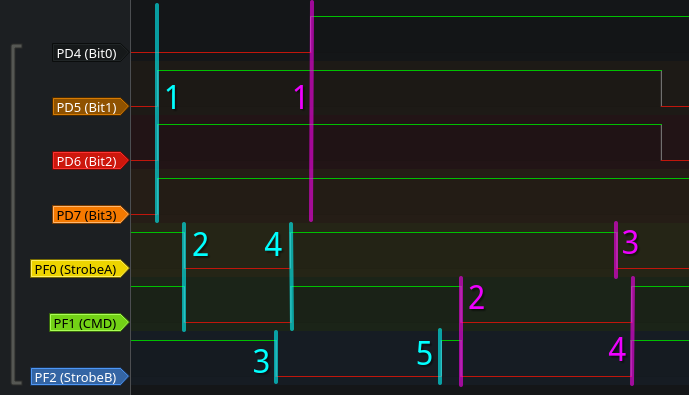 PD4 (Bit0)
PD5 (Bit1)
1
1
PD6 (Bit2)
PD7 (Bit3)
2
4
3
PF0 (StrobeA)
2
PF1 (CMD)
3
5
4
PF2 (StrobeB)